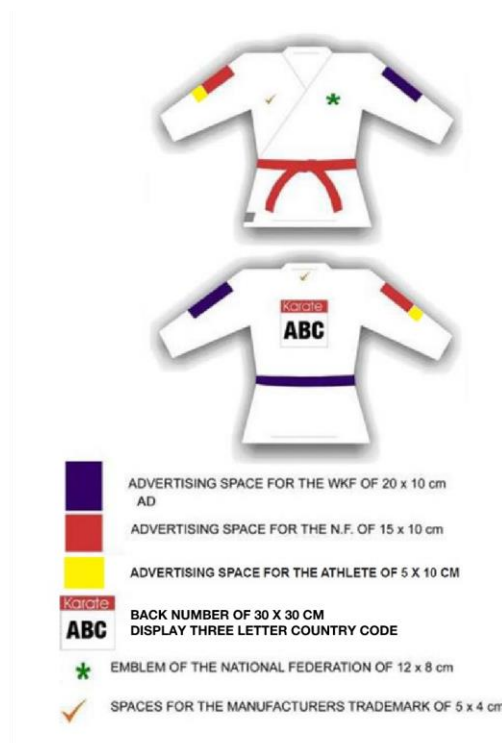 Karate
ABC
ADVERTISING SPACE FOR THE WKF OF 20 x 10 cm
AD
ADVERTISING SPACE FOR THE N.F. OF 15 x 10 cm
ADVERTISING SPACE FOR THE ATHLETE OF 5 X 10 CM
Karate
ABC
BACK NUMBER OF 30 X 30 CM
DISPLAY THREE LETTER COUNTRY CODE
EMBLEM OF THE NATIONAL FEDERATION OF 12 x 8 cm
SPACES FOR THE MANUFACTURERS TRADEMARK OF 5 x 4 cm